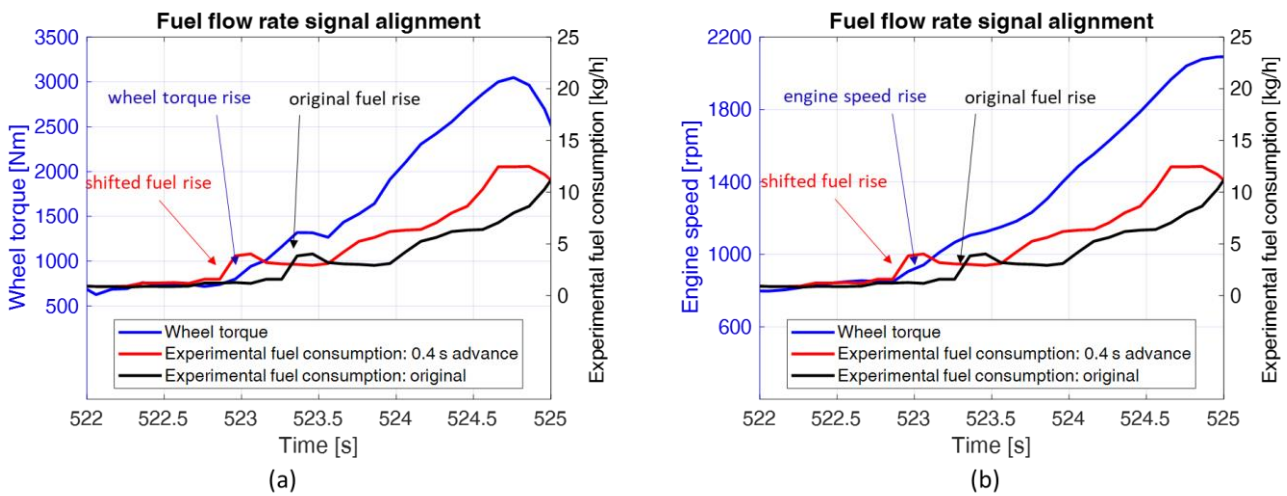 Fuel flow rate signal alignment
3500
3000
2500
2000
1500
1000
500
Wheel torque [Nm]
25
20
15
10
5
0
Experimental fuel consumption [kg/h]
wheel torque rise
original fuel rise
shifted fuel rise
Wheel torque
Experimental fuel consumption: 0.4 s advance
Experimental fuel consumption: original
522 522.5 523 523.5 524 524.5 525
Time [s]
(a)
Fuel flow rate signal alignment
2200
1800
1400
1000
600
Engine speed [rpm]
25
20
15
10
5
0
Experimental fuel consumption [kg/h]
engine speed rise
original fuel rise
shifted fuel rise
Wheel torque
Experimental fuel consumption: 0.4 s advance
Experimental fuel consumption: original
522 522.5 523 523.5 524 524.5 525
Time [s]
(b)